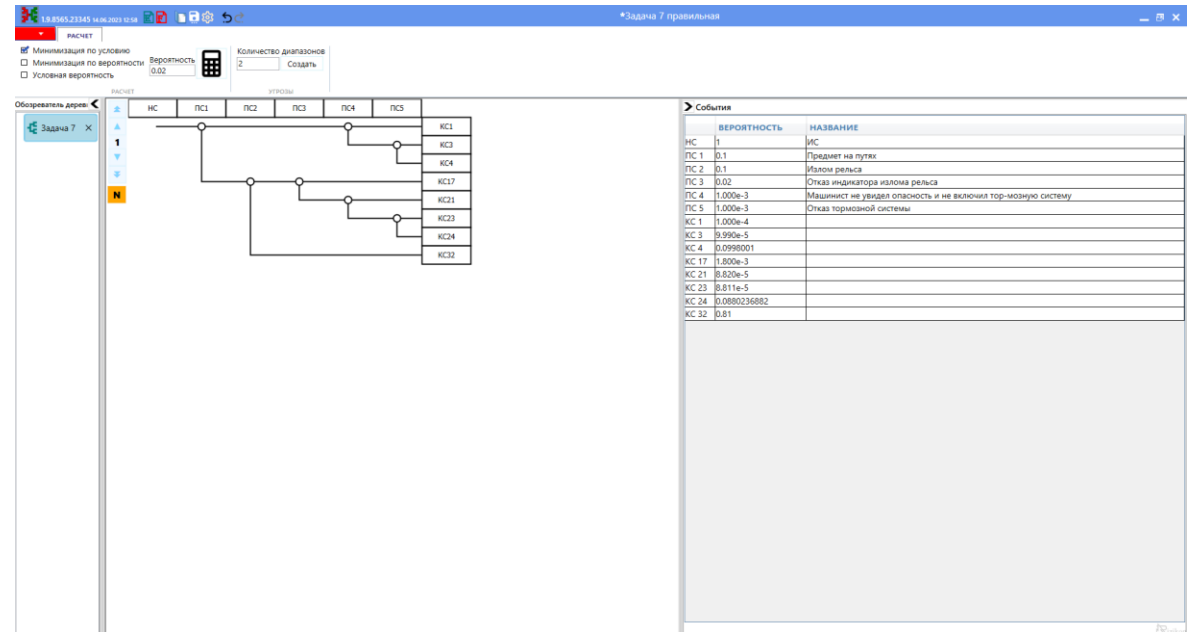 1.9.8565.23345 14.06.2023 12:58
*Задача 7 правильная
РАСЧЕТ
Минимизация по условию
Минимизация по вероятности
Условная вероятность
Вероятность
0.02
РАСЧЕТ
Количество диапазонов
2 Создать
УГРОЗЫ
Обозреватель дерев
Задача 7
1
N
НС ПС1 ПС2 ПС3 ПС4 ПС5
КС1
КС3
КС4
КС17
КС21
КС23
КС24
КС32
События
ВЕРОЯТНОСТЬ НАЗВАНИЕ
НС 1 ИС
ПС 1 0.1 Предмет на путях
ПС 2 0.1 Излом рельса
ПС 3 0.02 Отказ индикатора излома рельса
ПС 4 1.000e-3 Машинист не увидел опасность и не включил тор-мозную систему
ПС 5 1.000e-3 Отказ тормозной системы
КС 1 1.000e-4
КС 3 9.990e-5
КС 4 0.0998001
КС 17 1.800e-3
КС 21 8.820e-5
КС 23 8.811e-5
КС 24 0.0880236882
КС 32 0.81